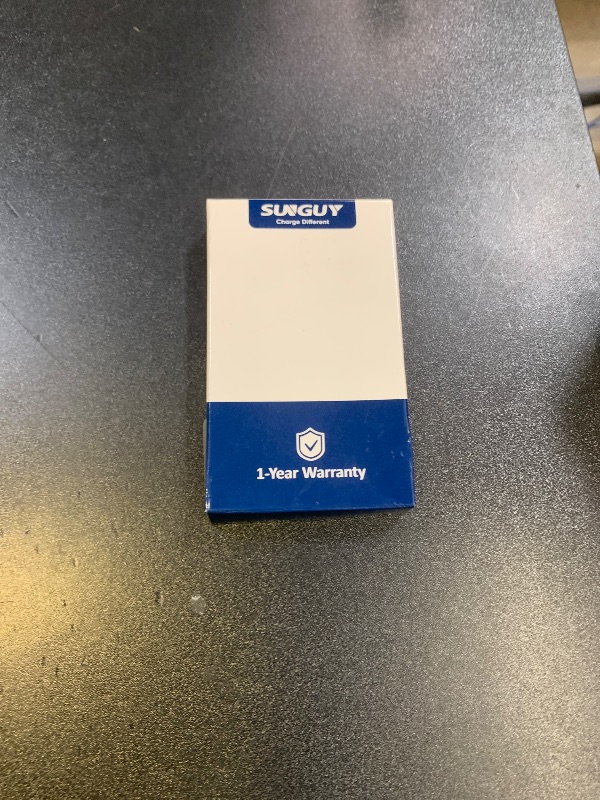 SUNGUY
Charge Different
1-Year Warranty